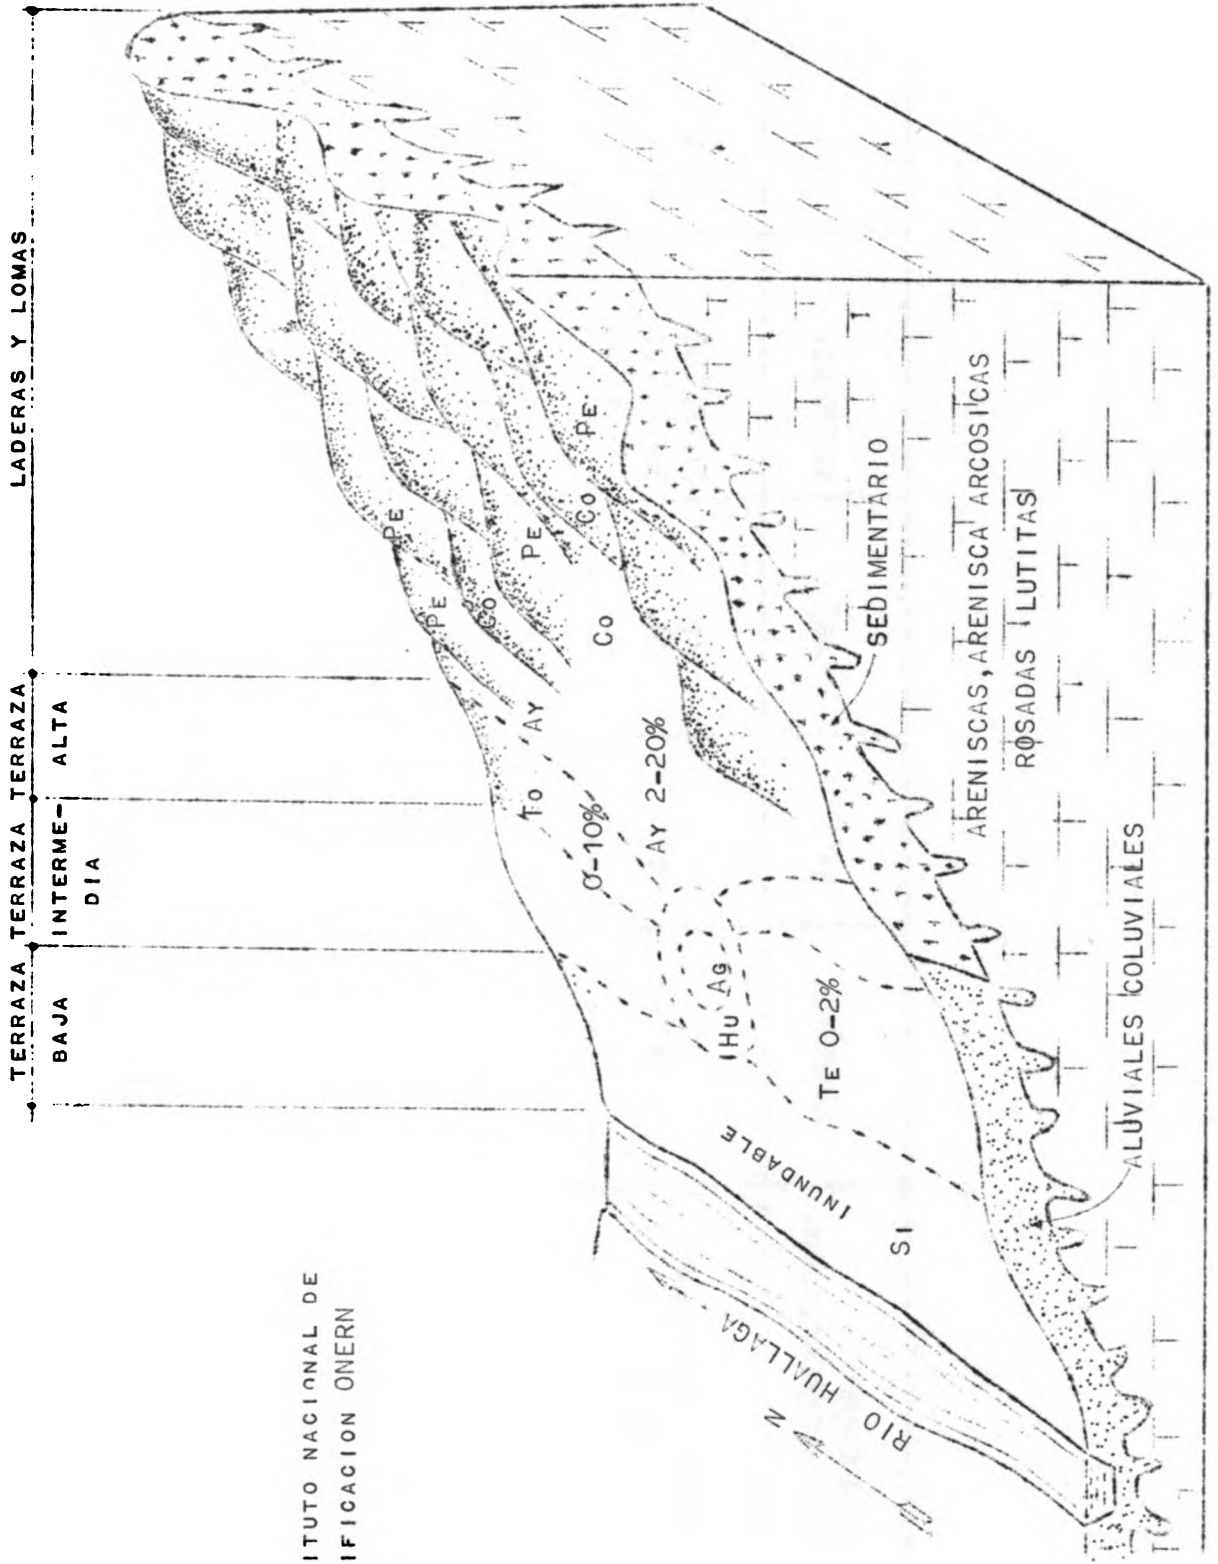 TERRAZA TERRAZA TERRAZA LADERAS Y LOMAS
BAJA INTERME- ALTA
DIA
ITUTO NACIONAL DE
IFICACION ONERN
PE
PE
Co
PE
Co
PE
Co
To AY
0-10%
AY 2-20%
Hu Ag
TE 0-2%
INUNDABLE
SI
RIO HUALLAGA
N
SEDIMENTARIO
ARENISCAS, ARENISCA ARCOSICAS
ROSADAS LUTITAS
ALUVIALES COLUVIALES